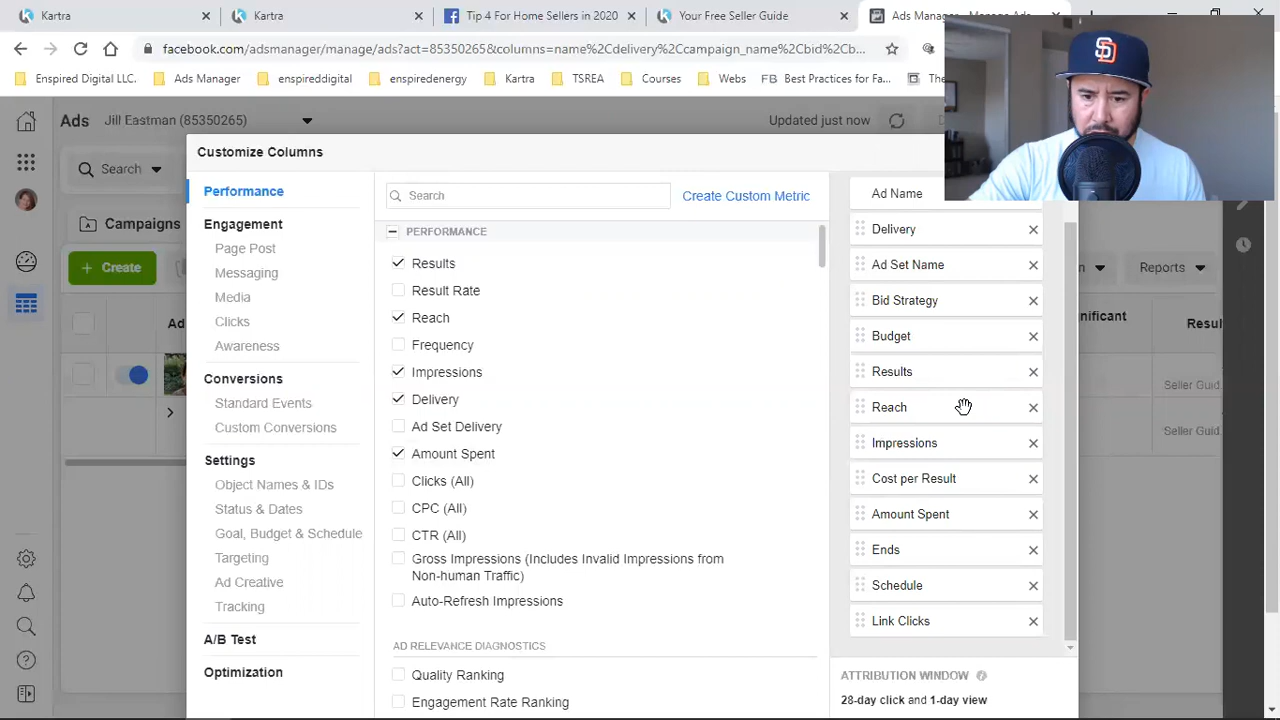 Kartra
Kartra
Tip 4 For Home Sellers in 2020
Your Free Seller Guide
facebook.com/adsmanager/manage/ads?act=85350265&columns=name%2Cdelivery%2Ccampaign_name%2Cbid%2Cb...
Enspired Digital LLC.
Ads Manager
enspireddigital
enspiredenergy
Kartra
TSREA
Courses
Webs
FB Best Practices for Fa...
SD
Ads
Jill Eastman (85350265)
Updated just now
Search
Campaigns
+ Create
Reports
Customize Columns
Performance
Engagement
Page Post
Messaging
Media
Clicks
Awareness
Conversions
Standard Events
Custom Conversions
Settings
Object Names & IDs
Status & Dates
Goal, Budget & Schedule
Targeting
Ad Creative
Tracking
A/B Test
Optimization
Search
Create Custom Metric
PERFORMANCE
Results
Result Rate
Reach
Frequency
Impressions
Delivery
Ad Set Delivery
Amount Spent
Clicks (All)
CPC (All)
CTR (All)
Gross Impressions (Includes Invalid Impressions from
Non-human Traffic)
Auto-Refresh Impressions
AD RELEVANCE DIAGNOSTICS
Quality Ranking
Engagement Rate Ranking
Ad Name
Delivery
Ad Set Name
Bid Strategy
Budget
Results
Reach
Impressions
Cost per Result
Amount Spent
Ends
Schedule
Link Clicks
ATTRIBUTION WINDOW
28-day click and 1-day view
Seller Guid
Seller Guid